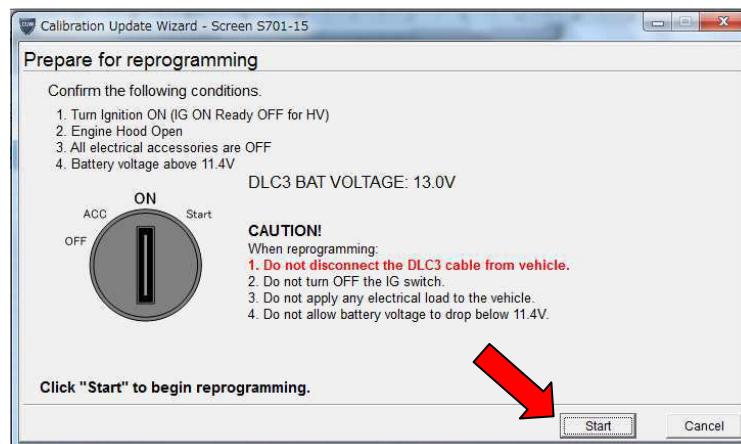 Calibration Update Wizard - Screen S701-15
Prepare for reprogramming
Confirm the following conditions.
1. Turn Ignition ON (IG ON Ready OFF for HV)
2. Engine Hood Open
3. All electrical accessories are OFF
4. Battery voltage above 11.4V
DLC3 BAT VOLTAGE: 13.0V
ON
ACC
Start
OFF
CAUTION!
When reprogramming:
1. Do not disconnect the DLC3 cable from vehicle.
2. Do not turn OFF the IG switch.
3. Do not apply any electrical load to the vehicle.
4. Do not allow battery voltage to drop below 11.4V.
Click "Start" to begin reprogramming.
Start
Cancel